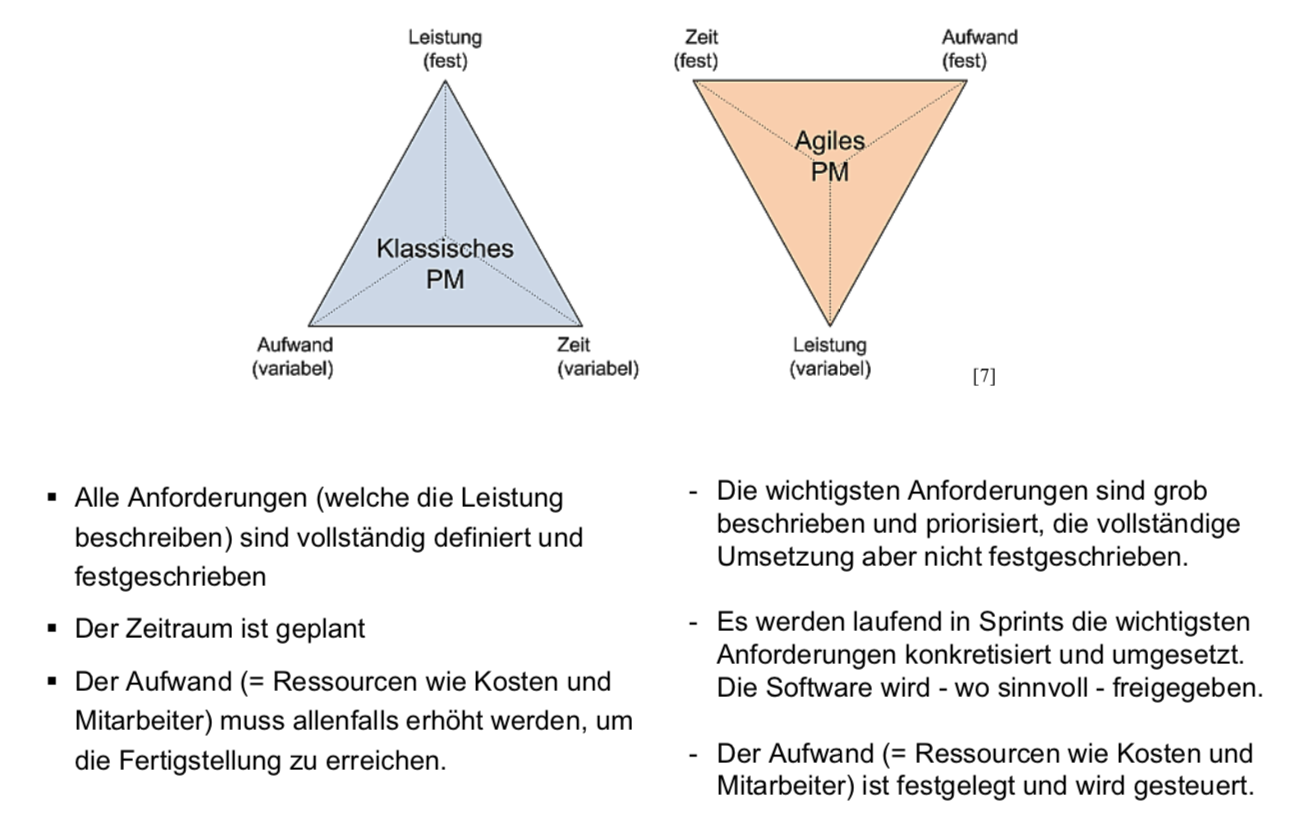 Leistung
(fest)
Klassisches
PM
Aufwand
(variabel)
Zeit
(variabel)
Zeit
(fest)
Aufwand
(fest)
Agiles
PM
Leistung
(variabel)
[7]
▪ Alle Anforderungen (welche die Leistung
beschreiben) sind vollständig definiert und
festgeschrieben
▪ Der Zeitraum ist geplant
▪ Der Aufwand (= Ressourcen wie Kosten und
Mitarbeiter) muss allenfalls erhöht werden, um
die Fertigstellung zu erreichen.
- Die wichtigsten Anforderungen sind grob
beschrieben und priorisiert, die vollständige
Umsetzung aber nicht festgeschrieben.
- Es werden laufend in Sprints die wichtigsten
Anforderungen konkretisiert und umgesetzt.
Die Software wird - wo sinnvoll - freigegeben.
- Der Aufwand (= Ressourcen wie Kosten und
Mitarbeiter) ist festgelegt und wird gesteuert.